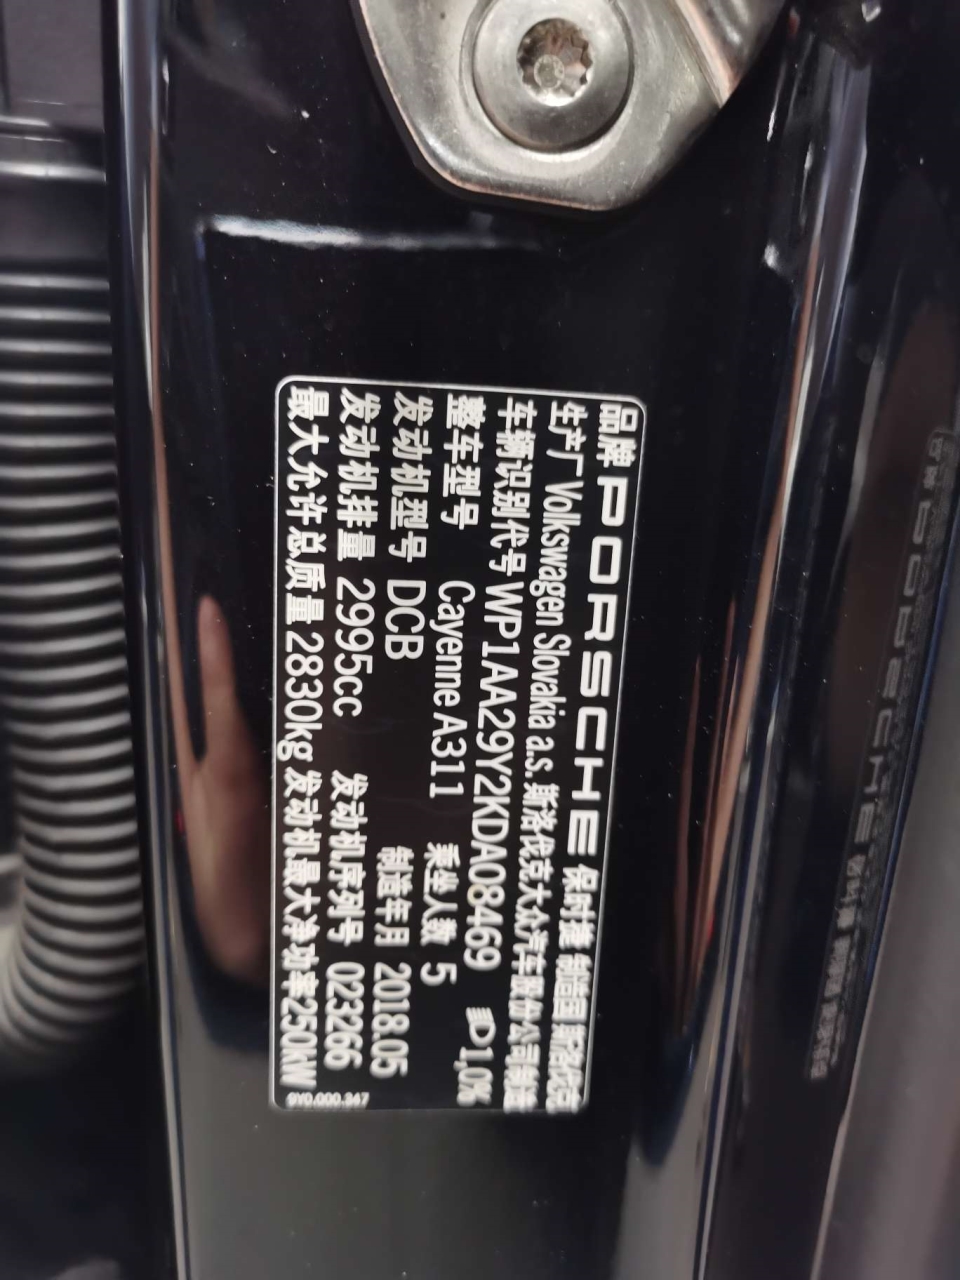 品牌 PORSCHE 保时捷 制造国 斯洛伐克
生产厂 Volkswagen Slovakia a.s. 斯洛伐克大众汽车股份公司制造
车辆识别代号 WP1AA29Y2KDA08469
整车型号 Cayenne A311 乘坐人数 5 1,0%
发动机型号 DCB 制造年月 2018.05
发动机排量 2995cc 发动机序列号 023266
最大允许总质量 2830kg 发动机最大净功率250kW
9Y0.000.347